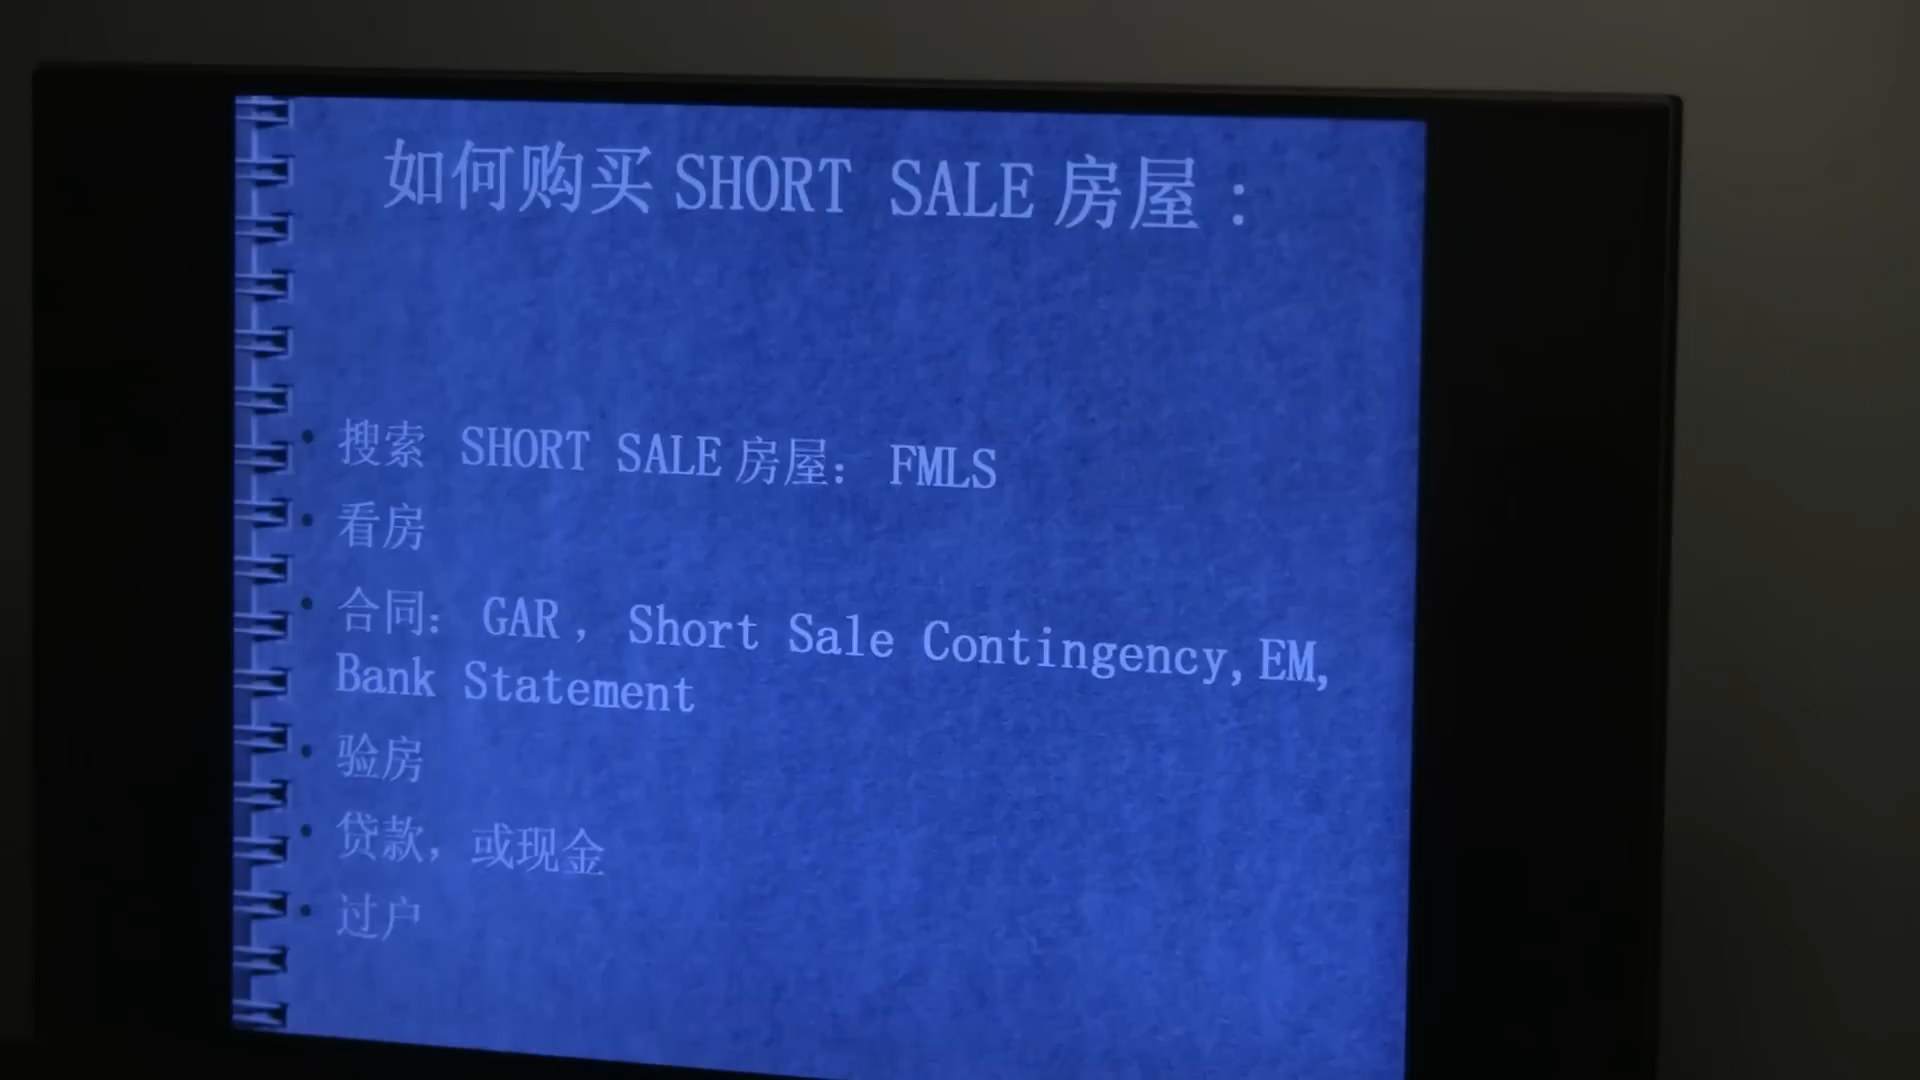 如何购买 SHORT SALE 房屋：
• 搜索 SHORT SALE 房屋： FMLS
• 看房
• 合同： GAR , Short Sale Contingency, EM,
Bank Statement
• 验房
• 贷款，或现金
• 过户